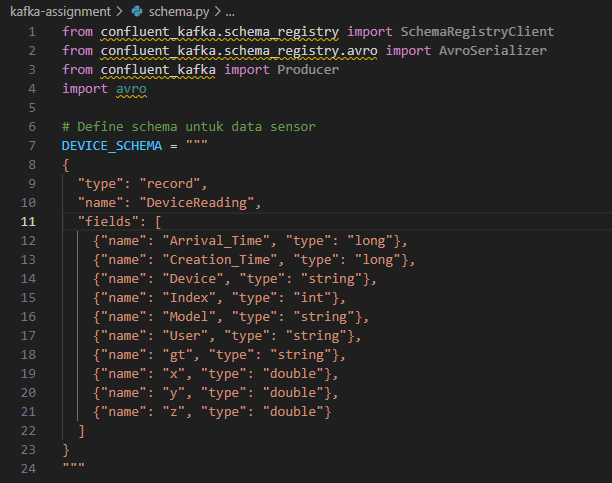 kafka-assignment > schema.py > ...
1 from confluent_kafka.schema_registry import SchemaRegistryClient
2 from confluent_kafka.schema_registry.avro import AvroSerializer
3 from confluent_kafka import Producer
4 import avro
5
6 # Define schema untuk data sensor
7 DEVICE_SCHEMA = """
8 {
9   "type": "record",
10   "name": "DeviceReading",
11   "fields": [
12     {"name": "Arrival_Time", "type": "long"},
13     {"name": "Creation_Time", "type": "long"},
14     {"name": "Device", "type": "string"},
15     {"name": "Index", "type": "int"},
16     {"name": "Model", "type": "string"},
17     {"name": "User", "type": "string"},
18     {"name": "gt", "type": "string"},
19     {"name": "x", "type": "double"},
20     {"name": "y", "type": "double"},
21     {"name": "z", "type": "double"}
22   ]
23 }
24 """